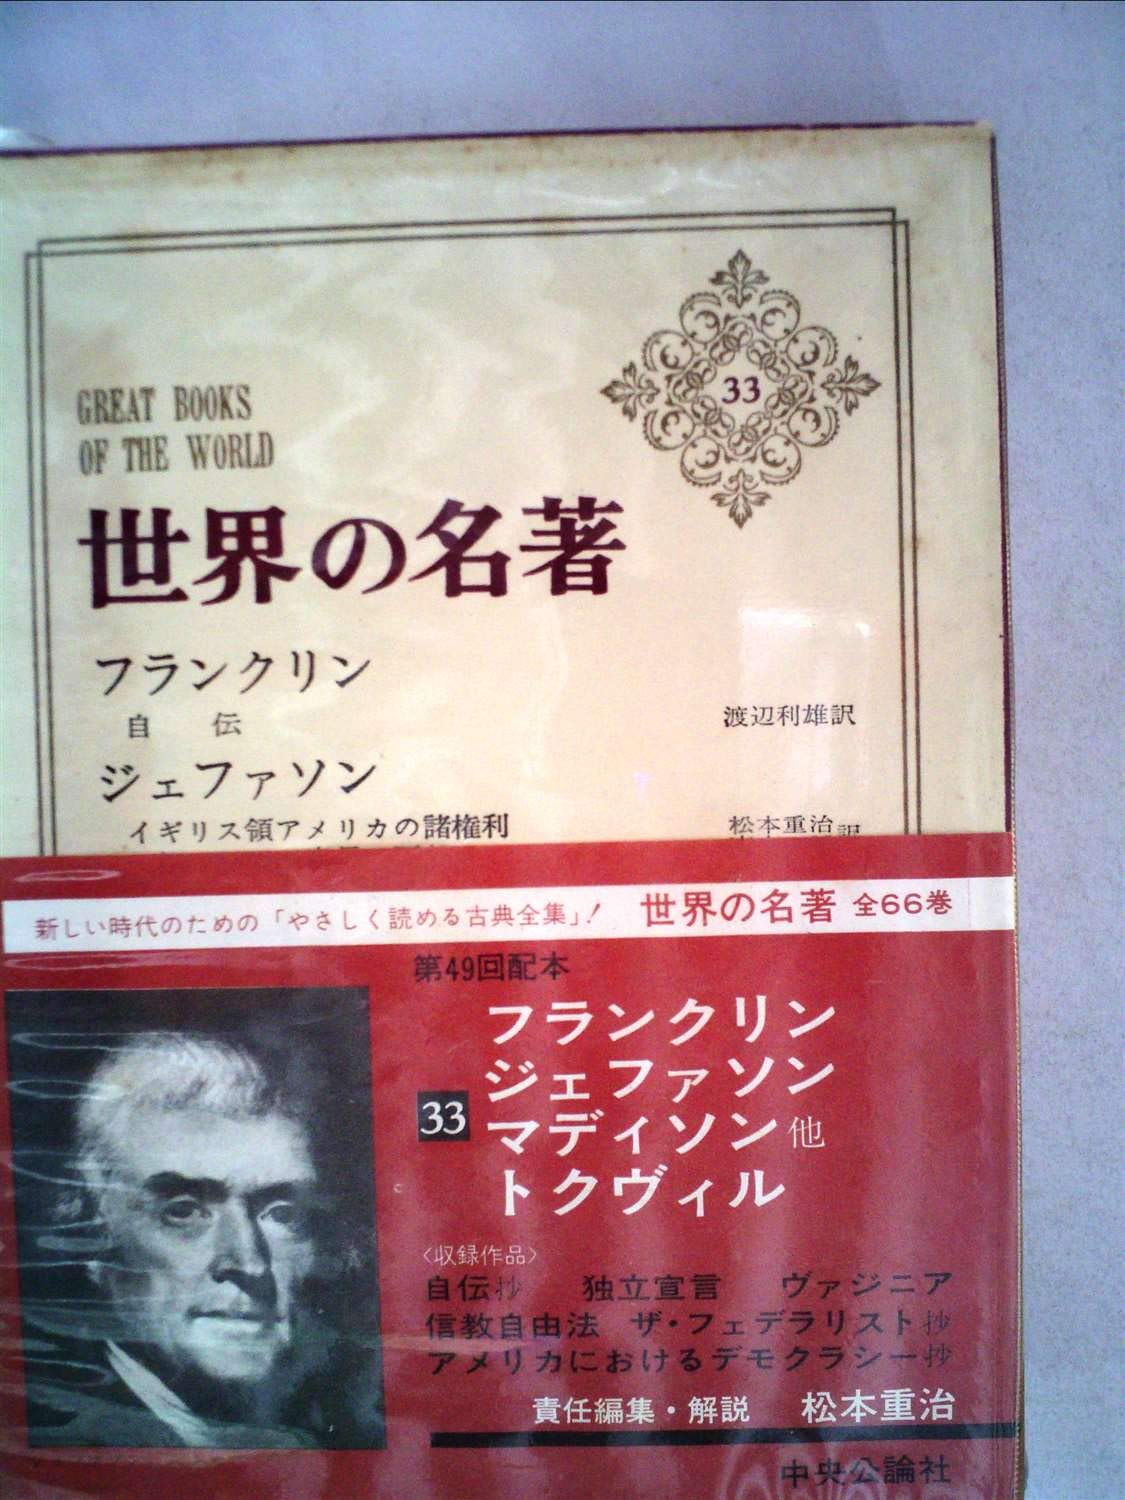 33
GREAT BOOKS
OF THE WORLD
世界の名著
フランクリン
自伝
渡辺利雄訳
ジェファソン
イギリス領アメリカの諸権利
松本重治
訳
新しい時代のための「やさしく読める古典全集」！ 世界の名著 全66巻
第49回配本
33
フランクリン
ジェファソン
マディソン他
トクヴィル
〈収録作品〉
自伝抄 独立宣言 ヴァジニア
信教自由法 ザ・フェデラリスト抄
アメリカにおけるデモクラシー抄
責任編集・解説 松本重治
中央公論社